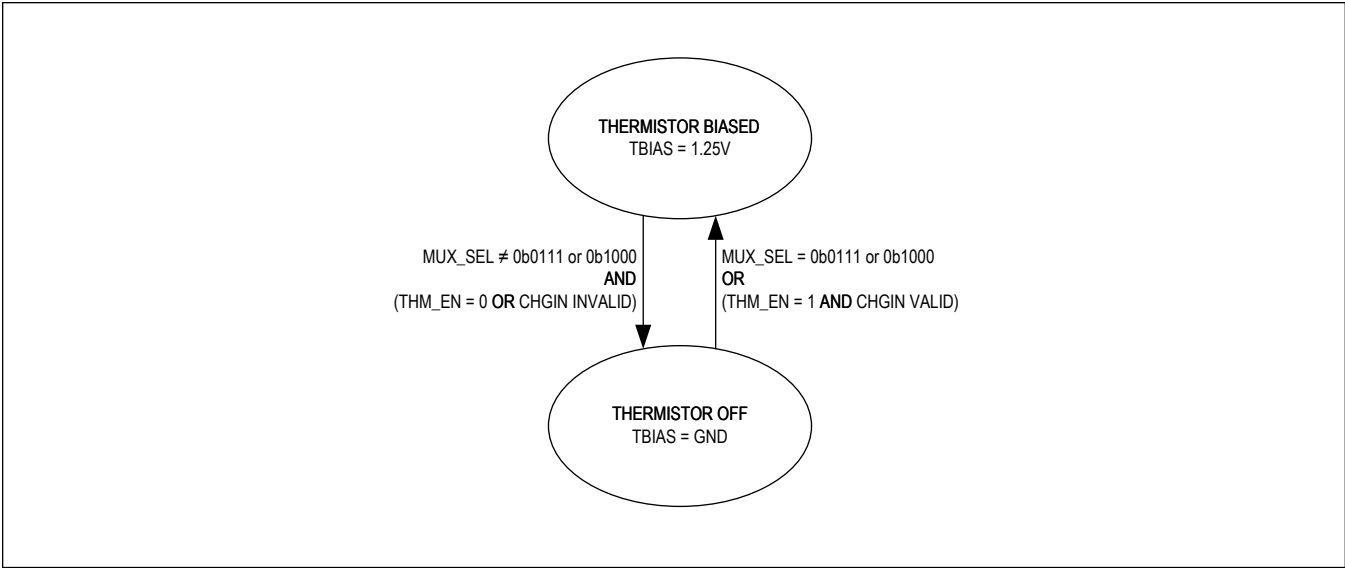 THERMISTOR BIASED
TBIAS = 1.25V
MUX_SEL ≠ 0b0111 or 0b1000
AND
(THM_EN = 0 OR CHGIN INVALID)
MUX_SEL = 0b0111 or 0b1000
OR
(THM_EN = 1 AND CHGIN VALID)
THERMISTOR OFF
TBIAS = GND